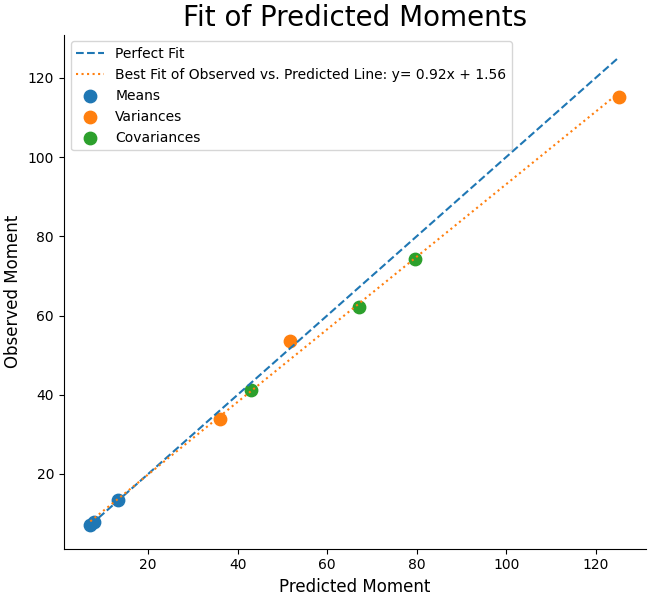 Fit of Predicted Moments
Perfect Fit
Best Fit of Observed vs. Predicted Line: y= 0.92x + 1.56
Means
Variances
Covariances
120
100
80
60
40
20
Observed Moment
20 40 60 80 100 120
Predicted Moment